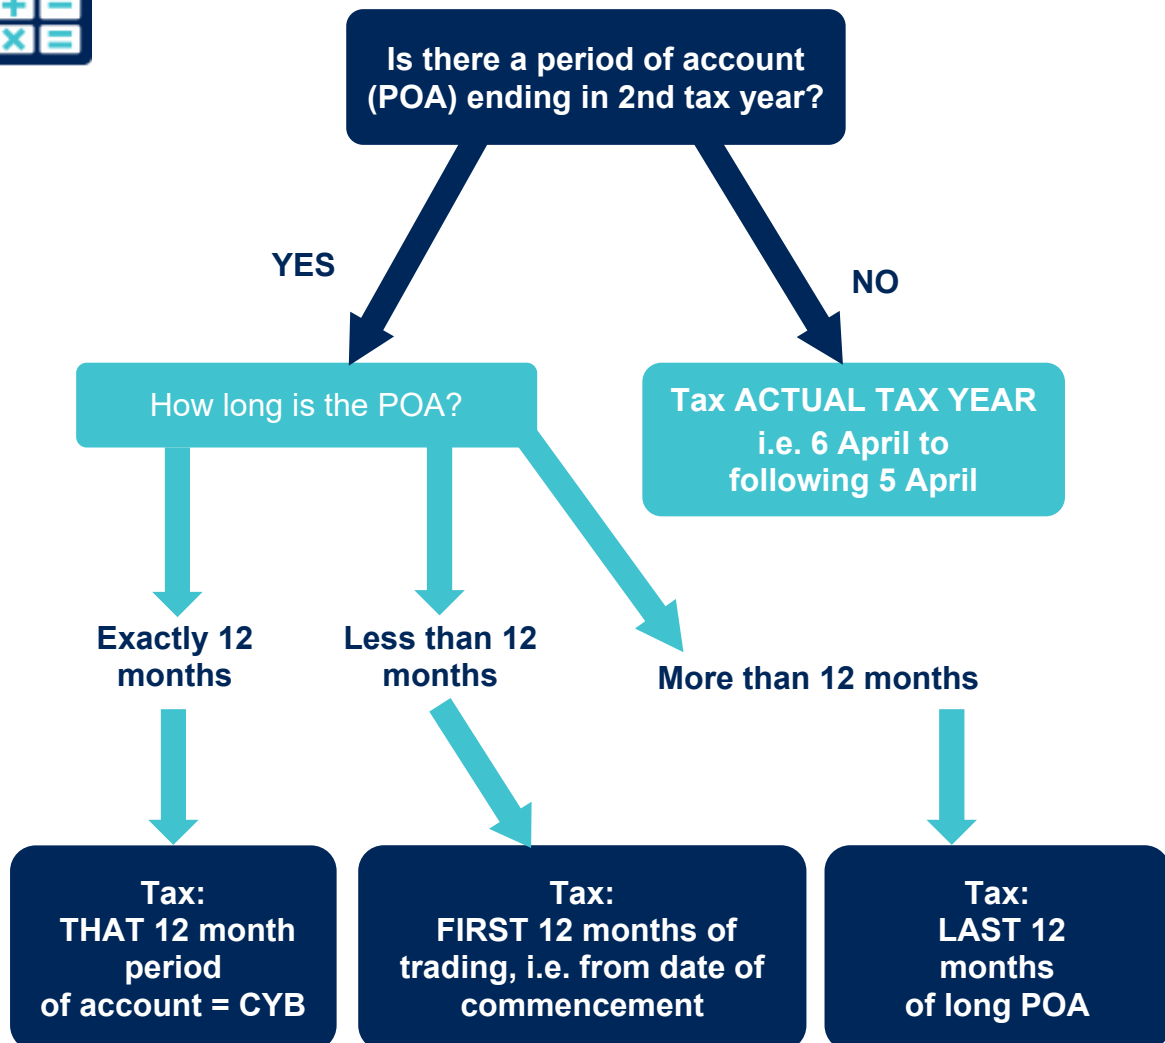 Is there a period of account
(POA) ending in 2nd tax year?
YES
NO
How long is the POA?
Tax ACTUAL TAX YEAR
i.e. 6 April to
following 5 April
Exactly 12
months
Less than 12
months
More than 12 months
Tax:
THAT 12 month
period
of account = CYB
Tax:
FIRST 12 months of
trading, i.e. from date of
commencement
Tax:
LAST 12
months
of long POA